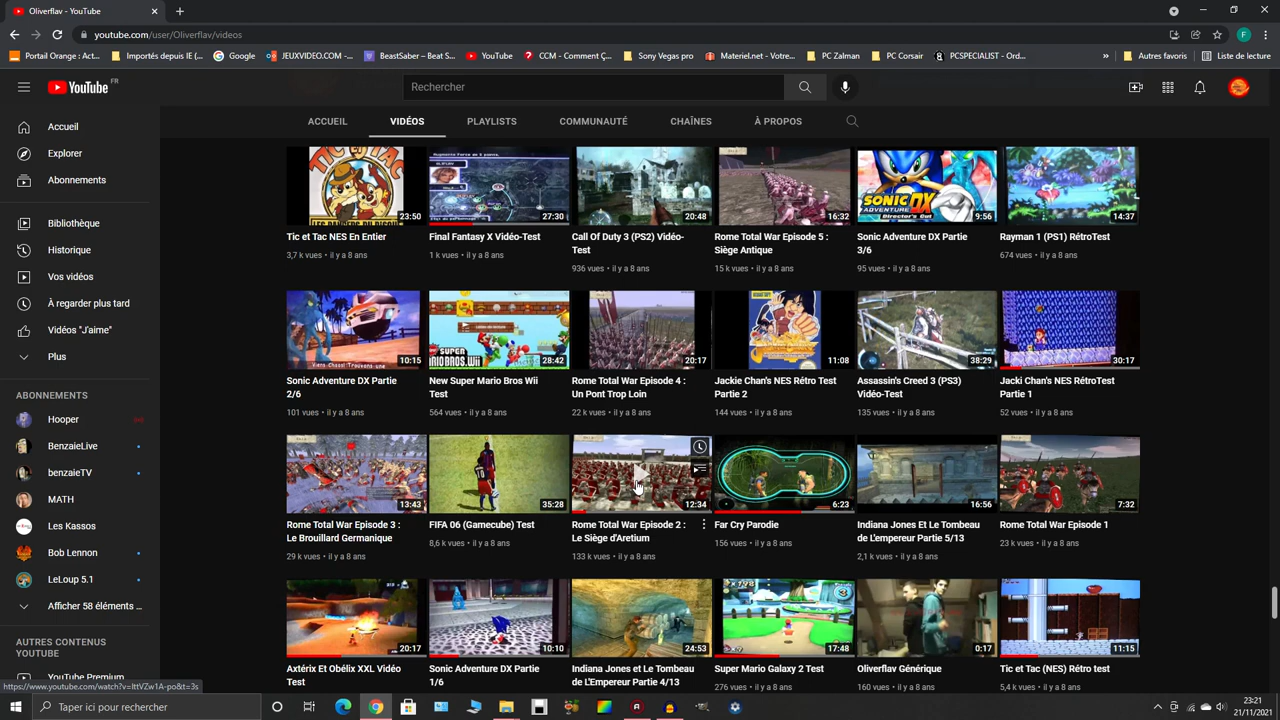 Oliverflav - YouTube
youtube.com/user/Oliverflav/videos
Portail Orange : Act... Importés depuis IE (... Google JEUXVIDEO.COM - L... BeastSaber – Beat S... YouTube CCM - Comment Ç... Sony Vegas pro Materiel.net - Votre... PC Zalman PC Corsair PCSPECIALIST - Ord... » Autres favoris Liste de lecture
YouTube FR
Rechercher
ACCUEIL VIDÉOS PLAYLISTS COMMUNAUTÉ CHAÎNES À PROPOS
Accueil
Explorer
Abonnements
Bibliothèque
Historique
Vos vidéos
À regarder plus tard
Vidéos "J'aime"
Plus
ABONNEMENTS
Hooper
BenzaieLive
benzaieTV
MATH
Les Kassos
Bob Lennon
LeLoup 5.1
Afficher 58 éléments ...
AUTRES CONTENUS
YOUTUBE
YouTube Premium
TIC ET TAC
SONIC
ADVENTURE DX
Director's Cut
23:50 27:30 20:48 16:32 9:56 14:37
Tic et Tac NES En Entier
3,7 k vues • il y a 8 ans
Final Fantasy X Vidéo-Test
1 k vues • il y a 8 ans
Call Of Duty 3 (PS2) Vidéo-
Test
936 vues • il y a 8 ans
Rome Total War Episode 5 :
Siège Antique
15 k vues • il y a 8 ans
Sonic Adventure DX Partie
3/6
95 vues • il y a 8 ans
Rayman 1 (PS1) RétroTest
674 vues • il y a 8 ans
10:15 28:42 20:17 11:08 38:29 30:17
Sonic Adventure DX Partie
2/6
101 vues • il y a 8 ans
New Super Mario Bros Wii
Test
564 vues • il y a 8 ans
Rome Total War Episode 4 :
Un Pont Trop Loin
22 k vues • il y a 8 ans
Jackie Chan's NES Rétro Test
Partie 2
144 vues • il y a 8 ans
Assassin's Creed 3 (PS3)
Vidéo-Test
135 vues • il y a 8 ans
Jacki Chan's NES RétroTest
Partie 1
52 vues • il y a 8 ans
13:43 35:28 12:34 6:23 16:56 7:32
Rome Total War Episode 3 :
Le Brouillard Germanique
29 k vues • il y a 8 ans
FIFA 06 (Gamecube) Test
8,6 k vues • il y a 8 ans
Rome Total War Episode 2 :
Le Siège d'Aretium
133 k vues • il y a 8 ans
Far Cry Parodie
156 vues • il y a 8 ans
Indiana Jones Et Le Tombeau
de L'empereur Partie 5/13
2,1 k vues • il y a 8 ans
Rome Total War Episode 1
23 k vues • il y a 8 ans
20:17 10:10 24:53 17:48 0:17 11:15
Axtérix Et Obélix XXL Vidéo
Test
Sonic Adventure DX Partie
1/6
Indiana Jones et Le Tombeau
de L'Empereur Partie 4/13
Super Mario Galaxy 2 Test
276 vues • il y a 8 ans
Oliverflav Générique
160 vues • il y a 8 ans
Tic et Tac (NES) Rétro test
5,4 k vues • il y a 8 ans
https://www.youtube.com/watch?v=IttVZw1A-po&t=3s
Taper ici pour rechercher
23:21
21/11/2021